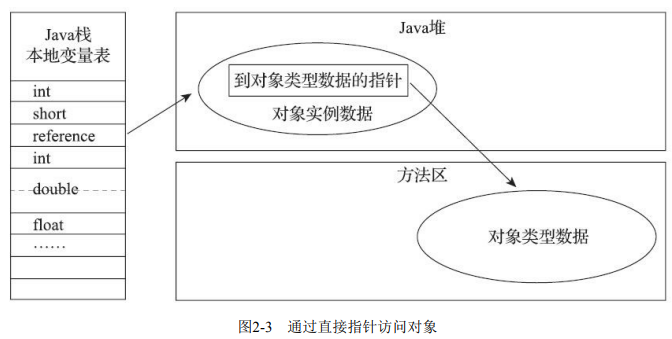 Java栈
本地变量表
int
short
reference
int
double
float
……
Java堆
到对象类型数据的指针
对象实例数据
方法区
对象类型数据
图2-3 通过直接指针访问对象